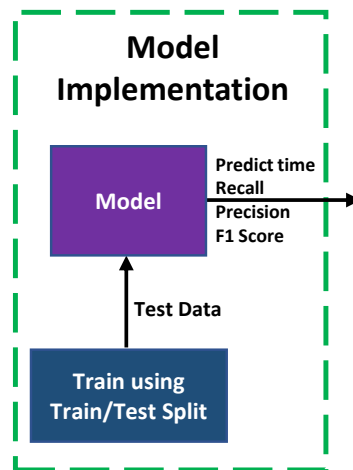 Model
Implementation
Model
Predict time
Recall
Precision
F1 Score
Test Data
Train using
Train/Test Split